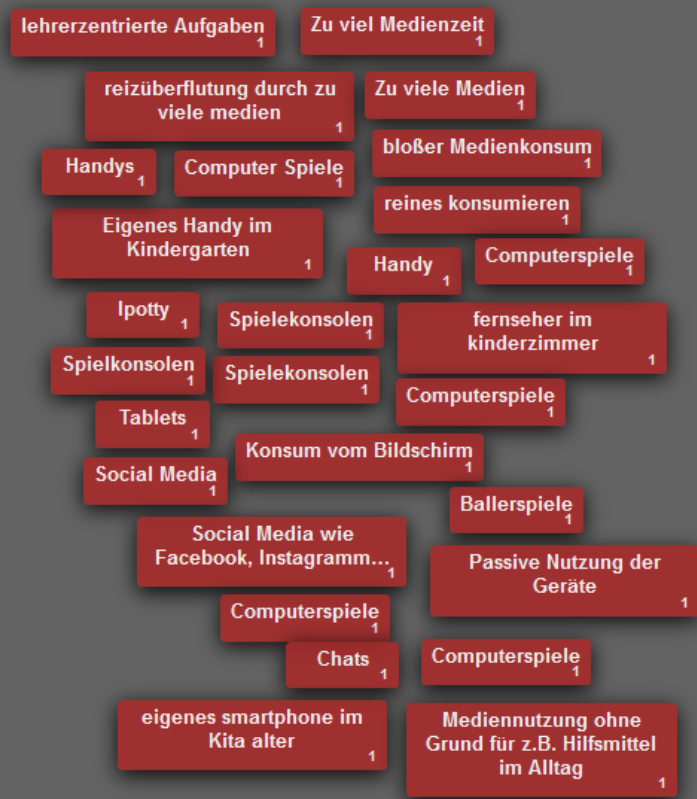 lehrerzentrierte Aufgaben
1
Zu viel Medienzeit
1
reizüberflutung durch zu
viele medien
1
Zu viele Medien
1
bloßer Medienkonsum
1
Handys
1
Computer Spiele
1
reines konsumieren
1
Eigenes Handy im
Kindergarten
1
Handy
1
Computerspiele
1
Ipotty
1
Spielekonsolen
1
fernseher im
kinderzimmer
1
Spielkonsolen
1
Spielekonsolen
1
Computerspiele
1
Tablets
1
Konsum vom Bildschirm
1
Social Media
1
Ballerspiele
1
Social Media wie
Facebook, Instagramm...
1
Passive Nutzung der
Geräte
1
Computerspiele
1
Chats
1
Computerspiele
1
eigenes smartphone im
Kita alter
1
Mediennutzung ohne
Grund für z.B. Hilfsmittel
im Alltag
1